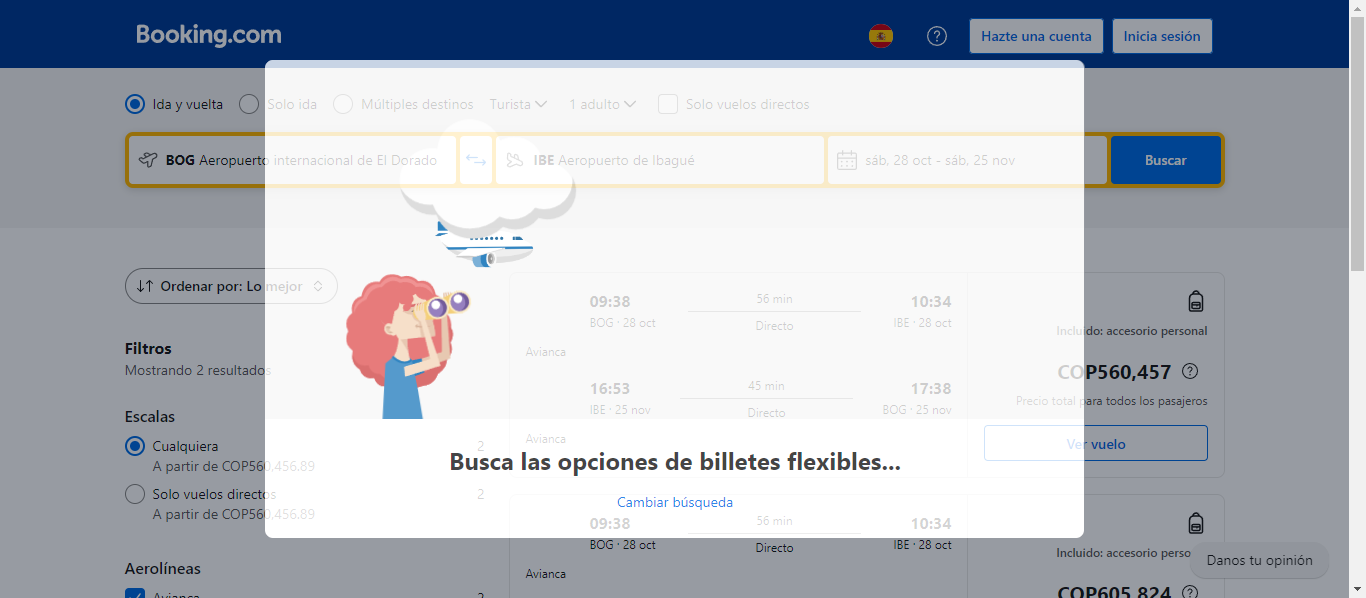 Booking.com
Hazte una cuenta
Inicia sesión
Ida y vuelta
Solo ida
Múltiples destinos
Turista
1 adulto
Solo vuelos directos
BOG Aeropuerto internacional de El Dorado
IBE Aeropuerto de Ibagué
sáb. 28 oct - sáb. 25 nov
Buscar
Ordenar por: Lo mejor
Filtros
Mostrando 2 resultados
Escalas
Cualquiera 2
A partir de COP560,456.89
Solo vuelos directos 2
A partir de COP560,456.89
Aerolíneas
Avianca 2
09:38 56 min 10:34
BOG · 28 oct Directo IBE · 28 oct
Avianca
16:53 45 min 17:38
IBE · 25 nov Directo BOG · 25 nov
Avianca
Incluido: accesorio personal
COP560,457
Precio total para todos los pasajeros
Ver vuelo
Busca las opciones de billetes flexibles...
Cambiar búsqueda
09:38 56 min 10:34
BOG · 28 oct Directo IBE · 28 oct
Avianca
Incluido: accesorio perso
COP605,824
Danos tu opinión